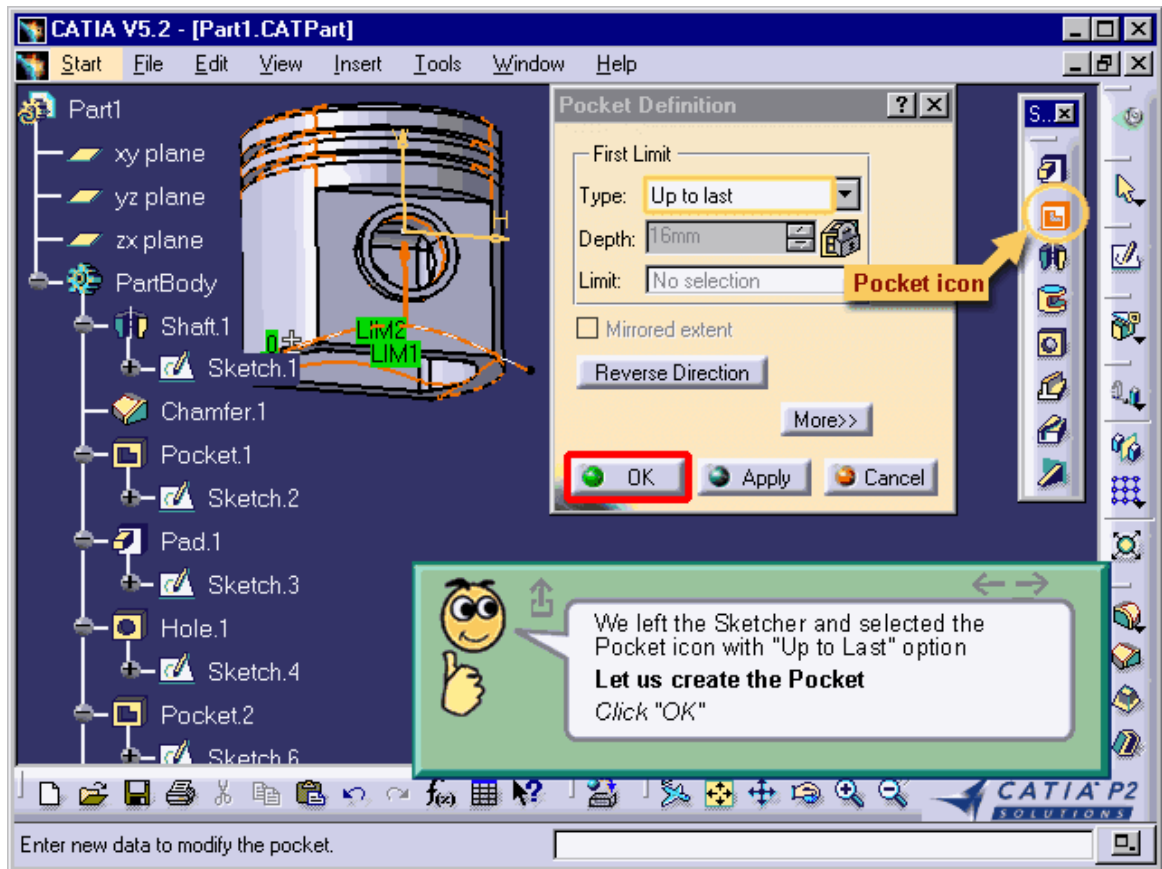 CATIA V5.2 - [Part1.CATPart]
Start File Edit View Insert Tools Window Help
Part1
xy plane
yz plane
zx plane
PartBody
Shaft.1
Sketch.1
Chamfer.1
Pocket.1
Sketch.2
Pad.1
Sketch.3
Hole.1
Sketch.4
Pocket.2
Sketch.6
V
H
0
LIM2
LIM1
Pocket Definition
First Limit
Type: Up to last
Depth: 16mm
Limit: No selection
Mirrored extent
Reverse Direction
More>>
OK Apply Cancel
S...
Pocket icon
We left the Sketcher and selected the
Pocket icon with "Up to Last" option
Let us create the Pocket
Click "OK"
f(x)
CATIA P2
SOLUTIONS
Enter new data to modify the pocket.